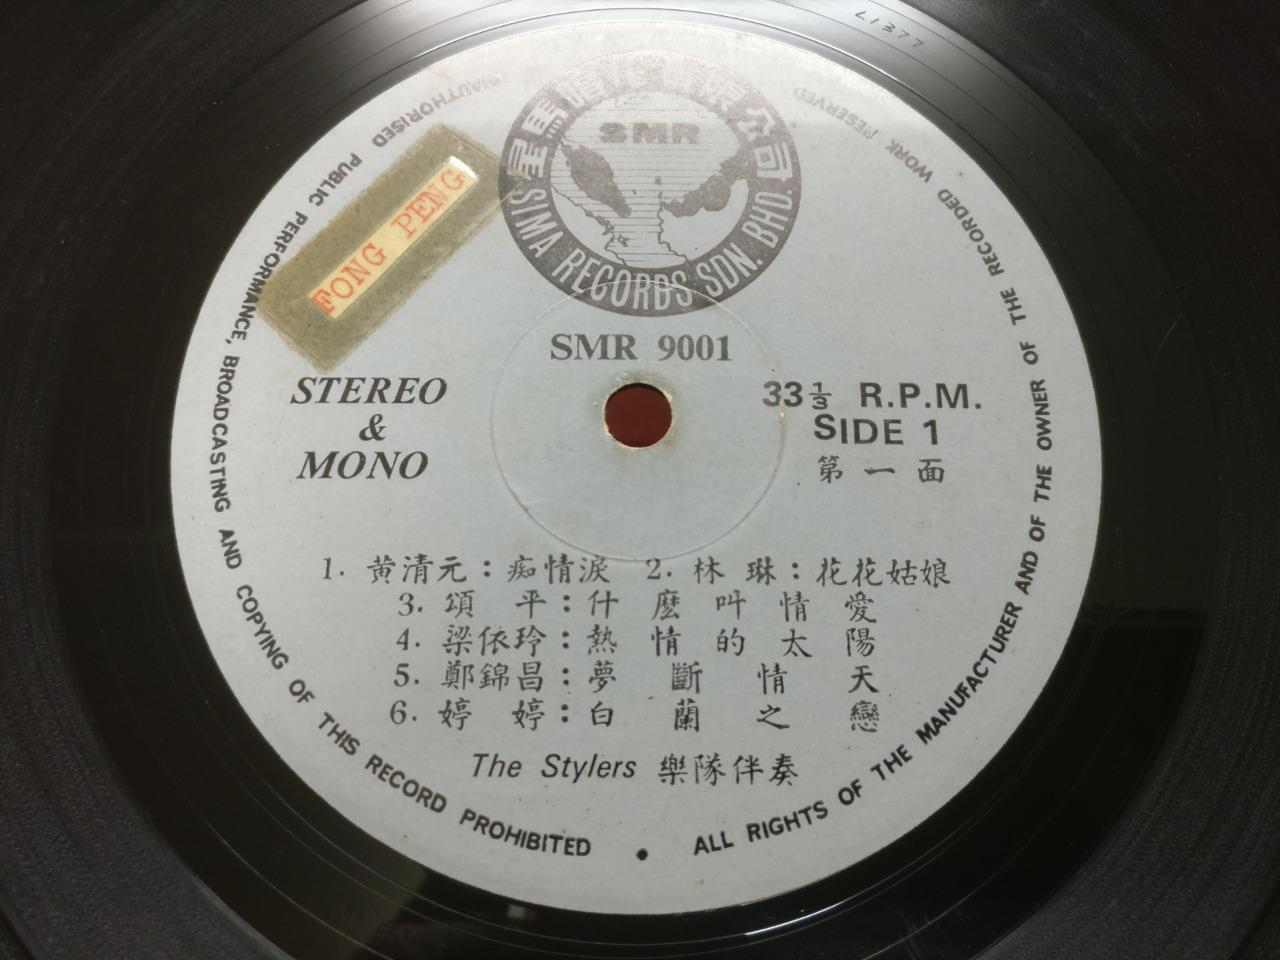 L1377
星馬唱片有限公司
SMR
SIMA RECORDS SDN. BHD.
FONG PENG
SMR 9001
STEREO
&
MONO
33⅓ R.P.M.
SIDE 1
第一面
1. 黄清元：痴情淚 2. 林 琳：花花姑娘
3. 頌 平：什 麼 叫 情 愛
4. 梁依玲：熱 情 的 太 陽
5. 鄭錦昌：夢 斷 情 天
6. 婷 婷：白 蘭 之 戀
The Stylers 樂隊伴奏
ALL RIGHTS OF THE MANUFACTURER AND OF THE OWNER OF THE RECORDED WORK RESERVED
UNAUTHORISED PUBLIC PERFORMANCE, BROADCASTING AND COPYING OF THIS RECORD PROHIBITED •